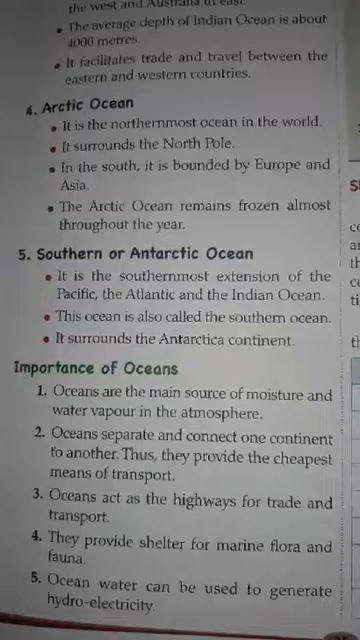 the west and Australia in east.
• The average depth of Indian Ocean is about
4000 metres
• It facilitates trade and travel between the
eastern and western countries.
4. Arctic Ocean
• It is the northernmost ocean in the world.
• It surrounds the North Pole.
• In the south, it is bounded by Europe and
Asia.
• The Arctic Ocean remains frozen almost
throughout the year.
5. Southern or Antarctic Ocean
• It is the southernmost extension of the
Pacific, the Atlantic and the Indian Ocean.
• This ocean is also called the southern ocean.
• It surrounds the Antarctica continent.
Importance of Oceans
1. Oceans are the main source of moisture and
water vapour in the atmosphere.
2. Oceans separate and connect one continent
to another. Thus, they provide the cheapest
means of transport.
3. Oceans act as the highways for trade and
transport.
4. They provide shelter for marine flora and
fauna.
5. Ocean water can be used to generate
hydro-electricity.